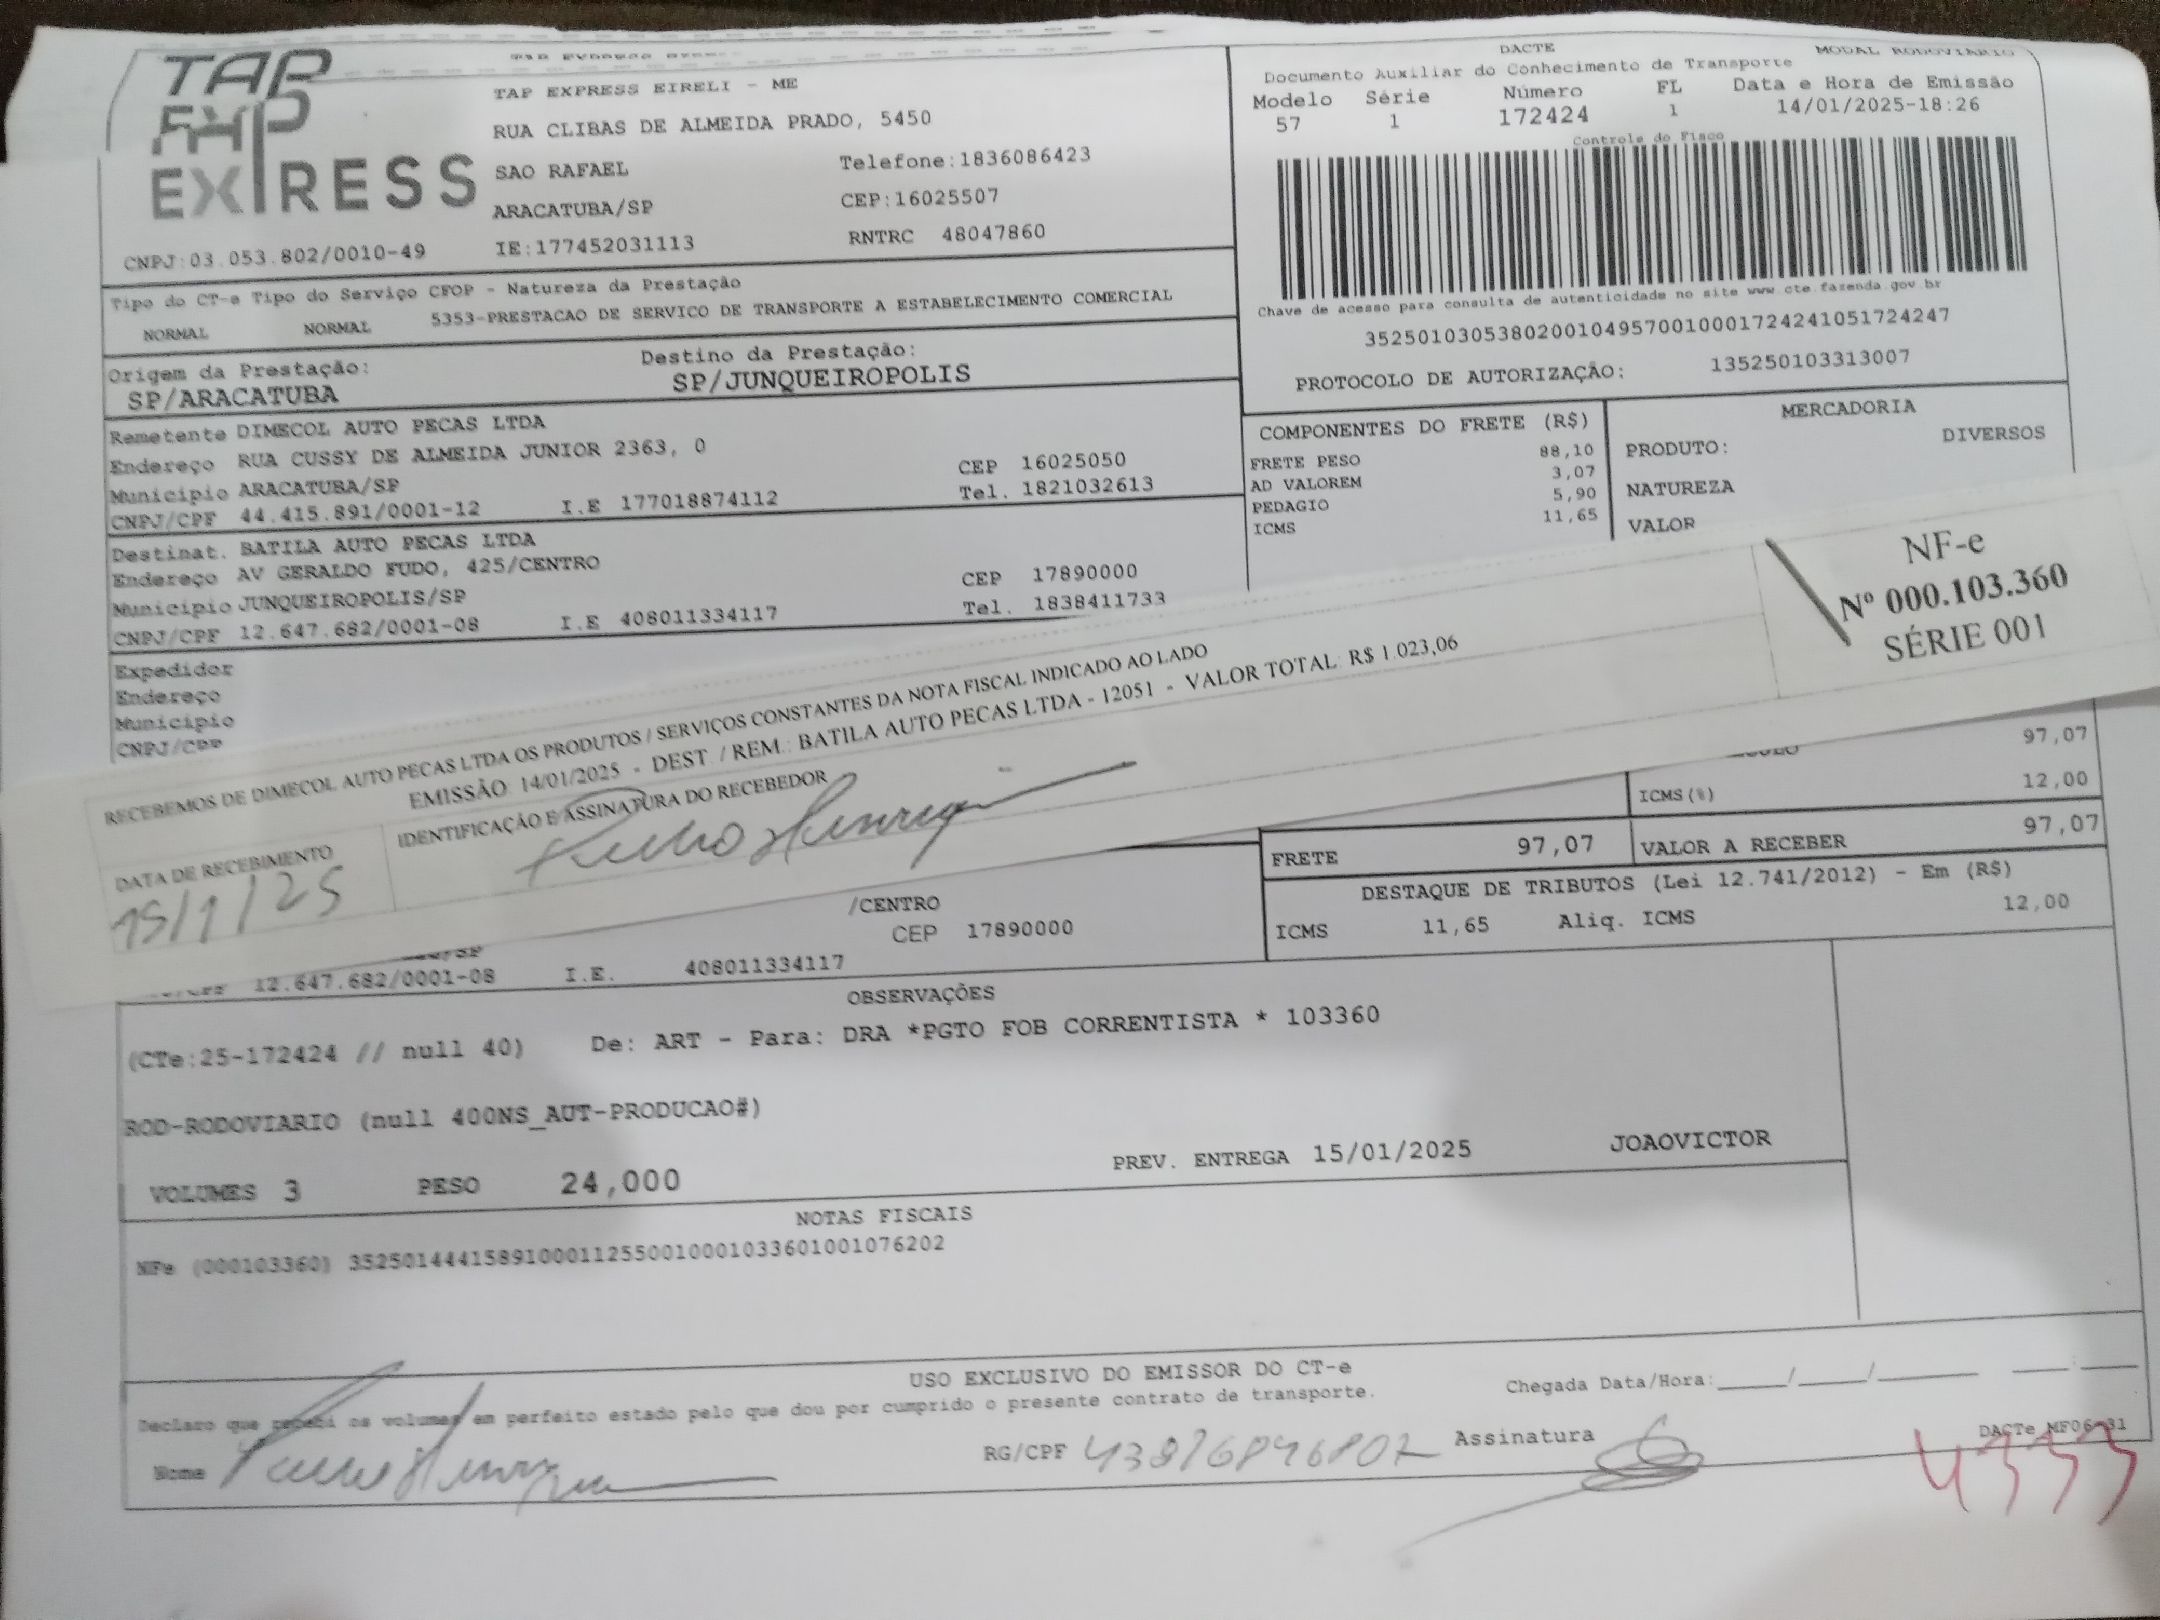 TAP
EXPRESS
TAP EXPRESS EIRELI - ME
RUA CLIBAS DE ALMEIDA PRADO, 5450
SAO RAFAEL Telefone:1836086423
ARACATUBA/SP CEP:16025507
CNPJ:03.053.802/0010-49 IE:177452031113 RNTRC 48047860
DACTE MODAL RODOVIARIO
Documento Auxiliar do Conhecimento de Transporte
Modelo Série Número FL Data e Hora de Emissão
57 1 172424 1 14/01/2025-18:26
Controle do Fisco
Chave de acesso para consulta de autenticidade no site www.cte.fazenda.gov.br
35250103053802001049570010001724241051724247
PROTOCOLO DE AUTORIZAÇÃO: 135250103313007
Tipo do CT-e Tipo do Serviço CFOP - Natureza da Prestação
NORMAL NORMAL 5353-PRESTACAO DE SERVICO DE TRANSPORTE A ESTABELECIMENTO COMERCIAL
Origem da Prestação: Destino da Prestação:
SP/ARACATUBA SP/JUNQUEIROPOLIS
Remetente DIMECOL AUTO PECAS LTDA
Endereço RUA CUSSY DE ALMEIDA JUNIOR 2363, 0 CEP 16025050
Municipio ARACATUBA/SP Tel. 1821032613
CNPJ/CPF 44.415.891/0001-12 I.E 177018874112
Destinat. BATILA AUTO PECAS LTDA
Endereço AV GERALDO FUDO, 425/CENTRO CEP 17890000
Municipio JUNQUEIROPOLIS/SP Tel. 1838411733
CNPJ/CPF 12.647.682/0001-08 I.E 408011334117
Expedidor
Endereço
Municipio
CNPJ/CPF
COMPONENTES DO FRETE (R$)
FRETE PESO 88,10
AD VALOREM 3,07
PEDAGIO 5,90
ICMS 11,65
MERCADORIA
PRODUTO: DIVERSOS
NATUREZA
VALOR
NF-e
Nº 000.103.360
SÉRIE 001
RECEBEMOS DE DIMECOL AUTO PECAS LTDA OS PRODUTOS / SERVIÇOS CONSTANTES DA NOTA FISCAL INDICADO AO LADO
EMISSÃO 14/01/2025 - DEST. / REM.: BATILA AUTO PECAS LTDA - 12051 - VALOR TOTAL: R$ 1.023,06
DATA DE RECEBIMENTO IDENTIFICAÇÃO E ASSINATURA DO RECEBEDOR
15/1/25
97,07
ICMS(%) 12,00
FRETE 97,07 VALOR A RECEBER 97,07
DESTAQUE DE TRIBUTOS (Lei 12.741/2012) - Em (R$)
ICMS 11,65 Aliq. ICMS 12,00
/CENTRO
CEP 17890000
12.647.682/0001-08 I.E. 408011334117
OBSERVAÇÕES
(CTe:25-172424 // null 40) De: ART - Para: DRA *PGTO FOB CORRENTISTA * 103360
ROD-RODOVIARIO (null 400NS_AUT-PRODUCAO#)
VOLUMES 3 PESO 24,000 PREV. ENTREGA 15/01/2025 JOAOVICTOR
NOTAS FISCAIS
NFe (000103360) 35250144415891000112550010001033601001076202
USO EXCLUSIVO DO EMISSOR DO CT-e
Declaro que recebi os volumes em perfeito estado pelo que dou por cumprido o presente contrato de transporte. Chegada Data/Hora:
Nome RG/CPF 43876846807 Assinatura
DACTe MF06-31
4333